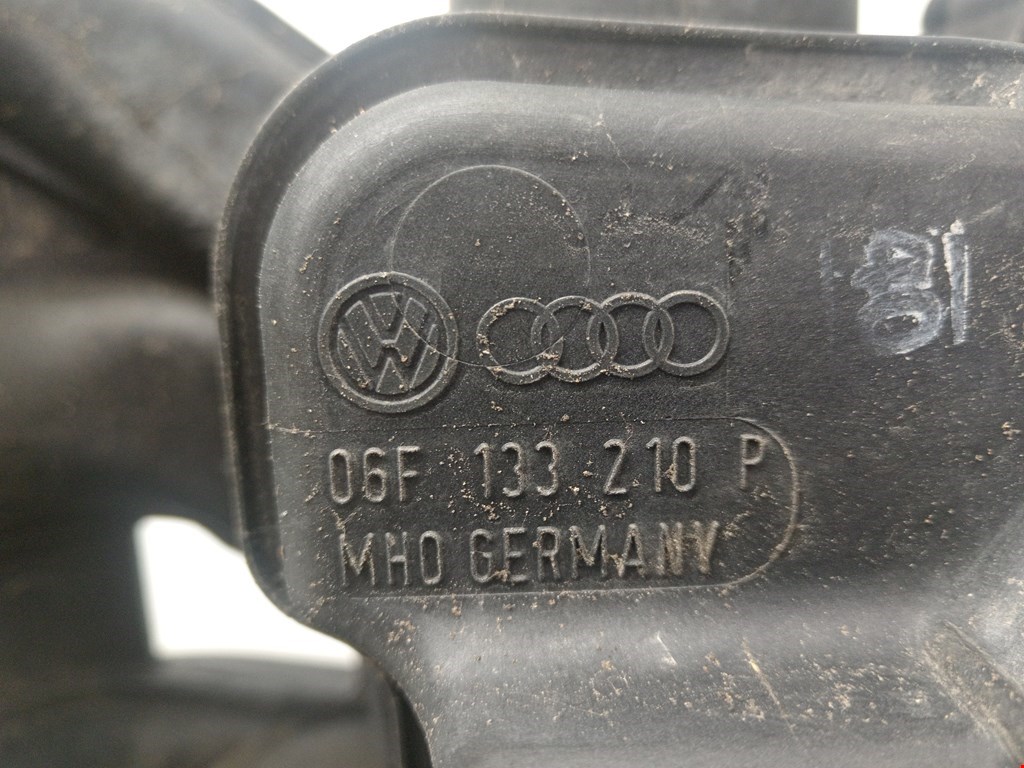 06F 133 210 P
MHO GERMANY